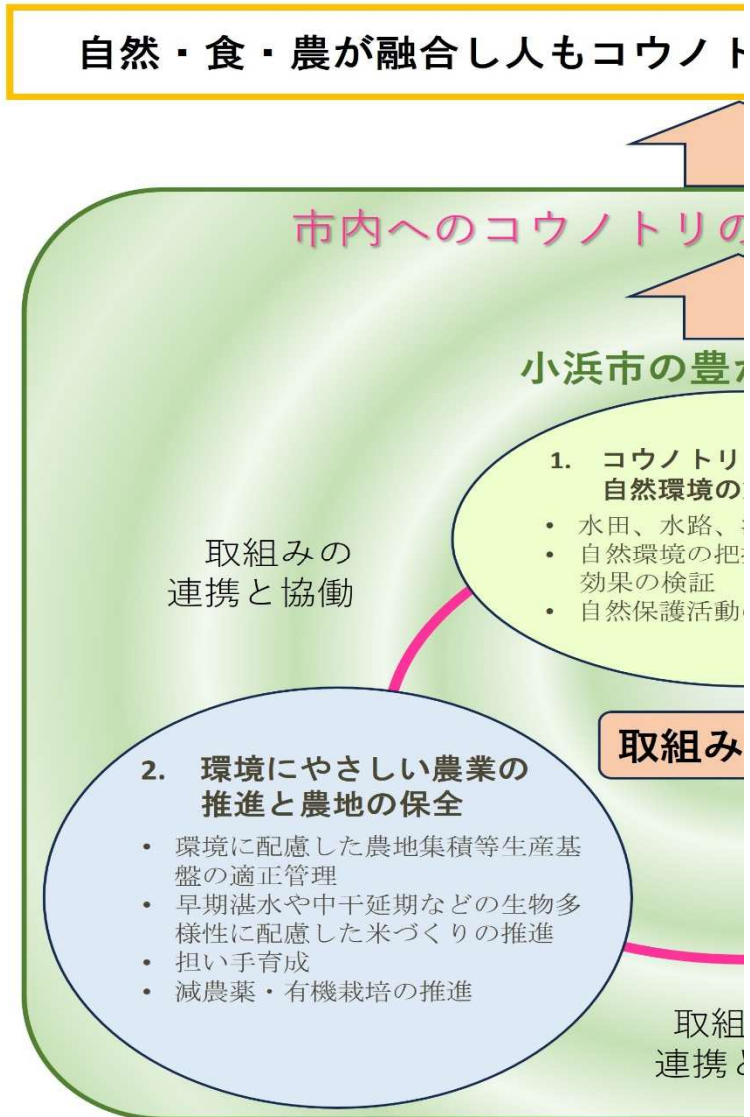 自然・食・農が融合し人もコウノト
市内へのコウノトリの
小浜市の豊か
1. コウノトリ
自然環境の
• 水田、水路、
• 自然環境の把握
効果の検証
• 自然保護活動の
取組みの
連携と協働
取組み
2. 環境にやさしい農業の
推進と農地の保全
• 環境に配慮した農地集積等生産基
盤の適正管理
• 早期湛水や中干延期などの生物多
様性に配慮した米づくりの推進
• 担い手育成
• 減農薬・有機栽培の推進
取組
連携と